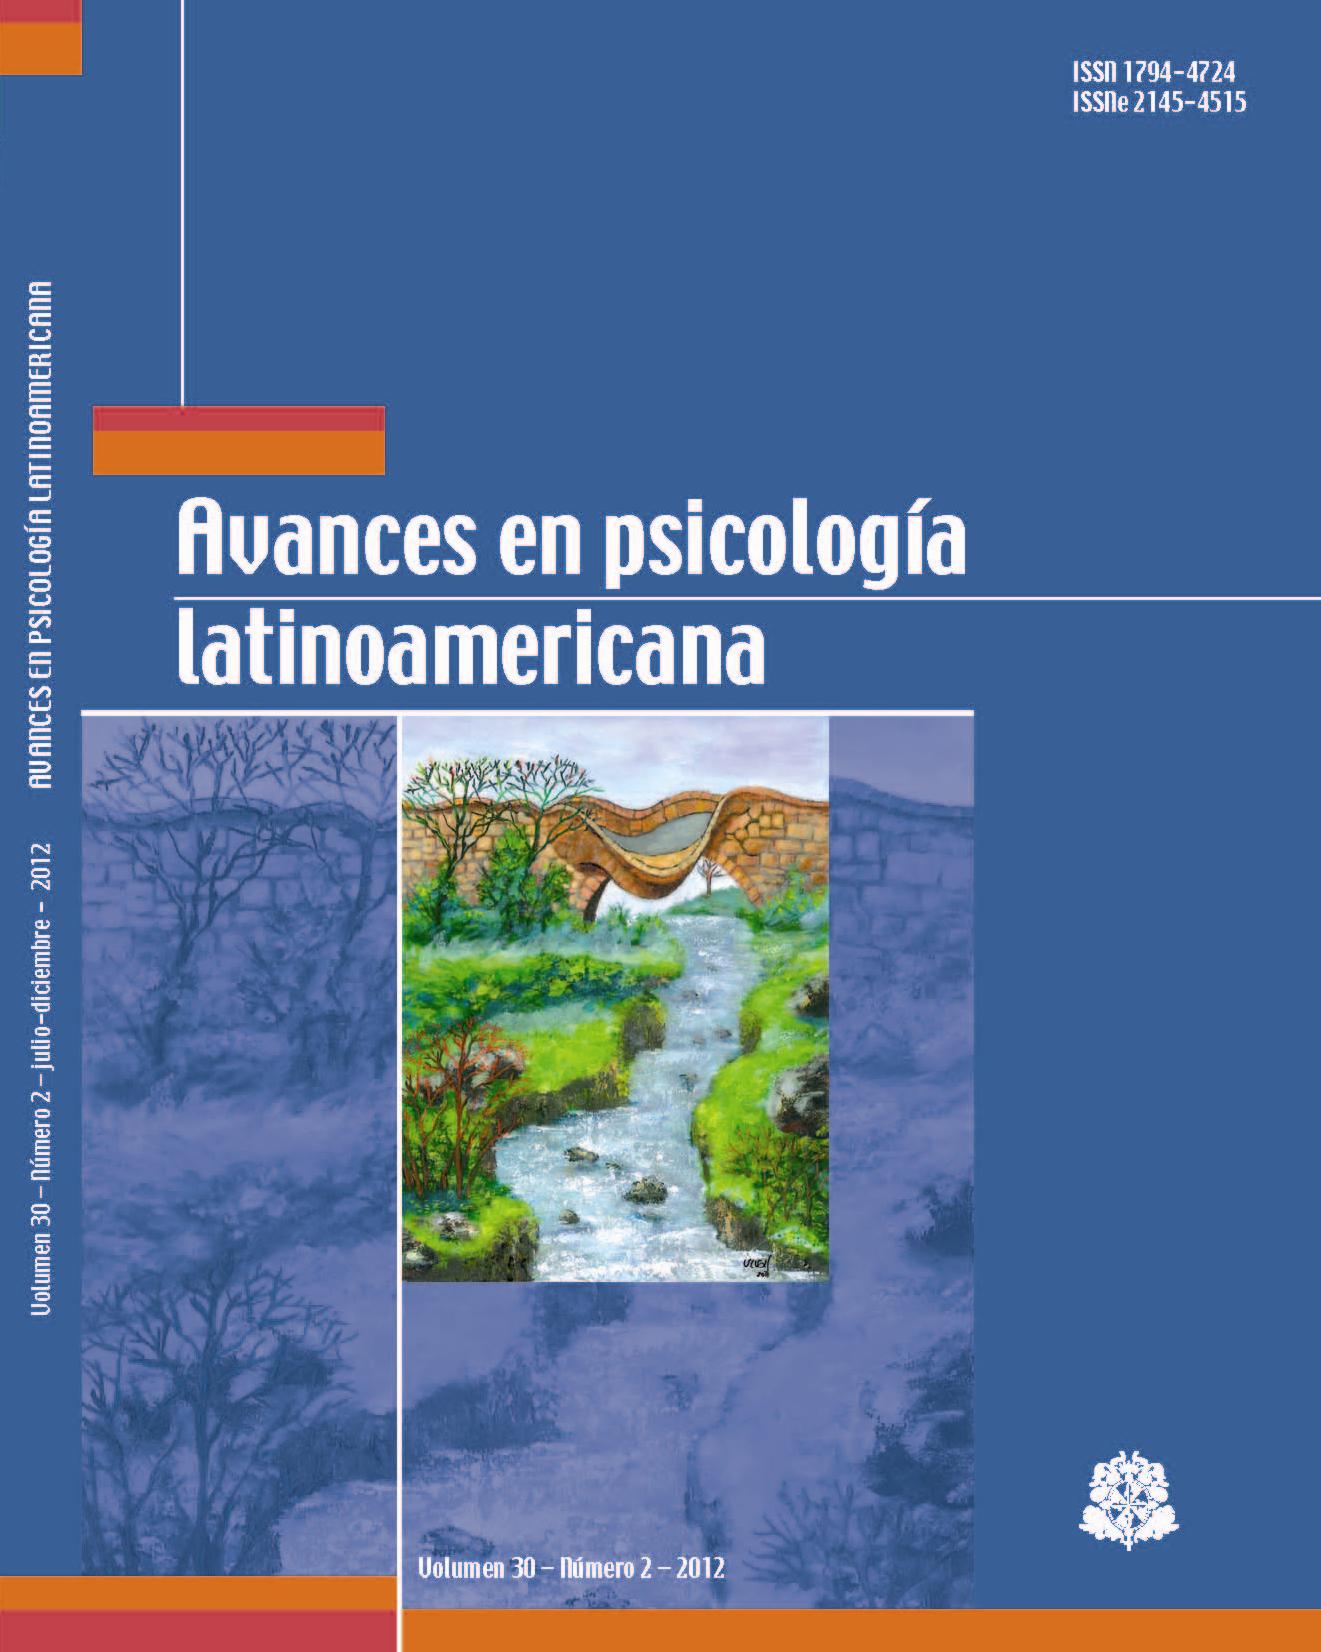 ISSN 1794-4724
ISSNe 2145-4515
Avances en psicología
latinoamericana
Volumen 30 – Número 2 – 2012
Volumen 30 – Número 2 – julio-diciembre - 2012 AVANCES EN PSICOLOGÍA LATINOAMERICANA